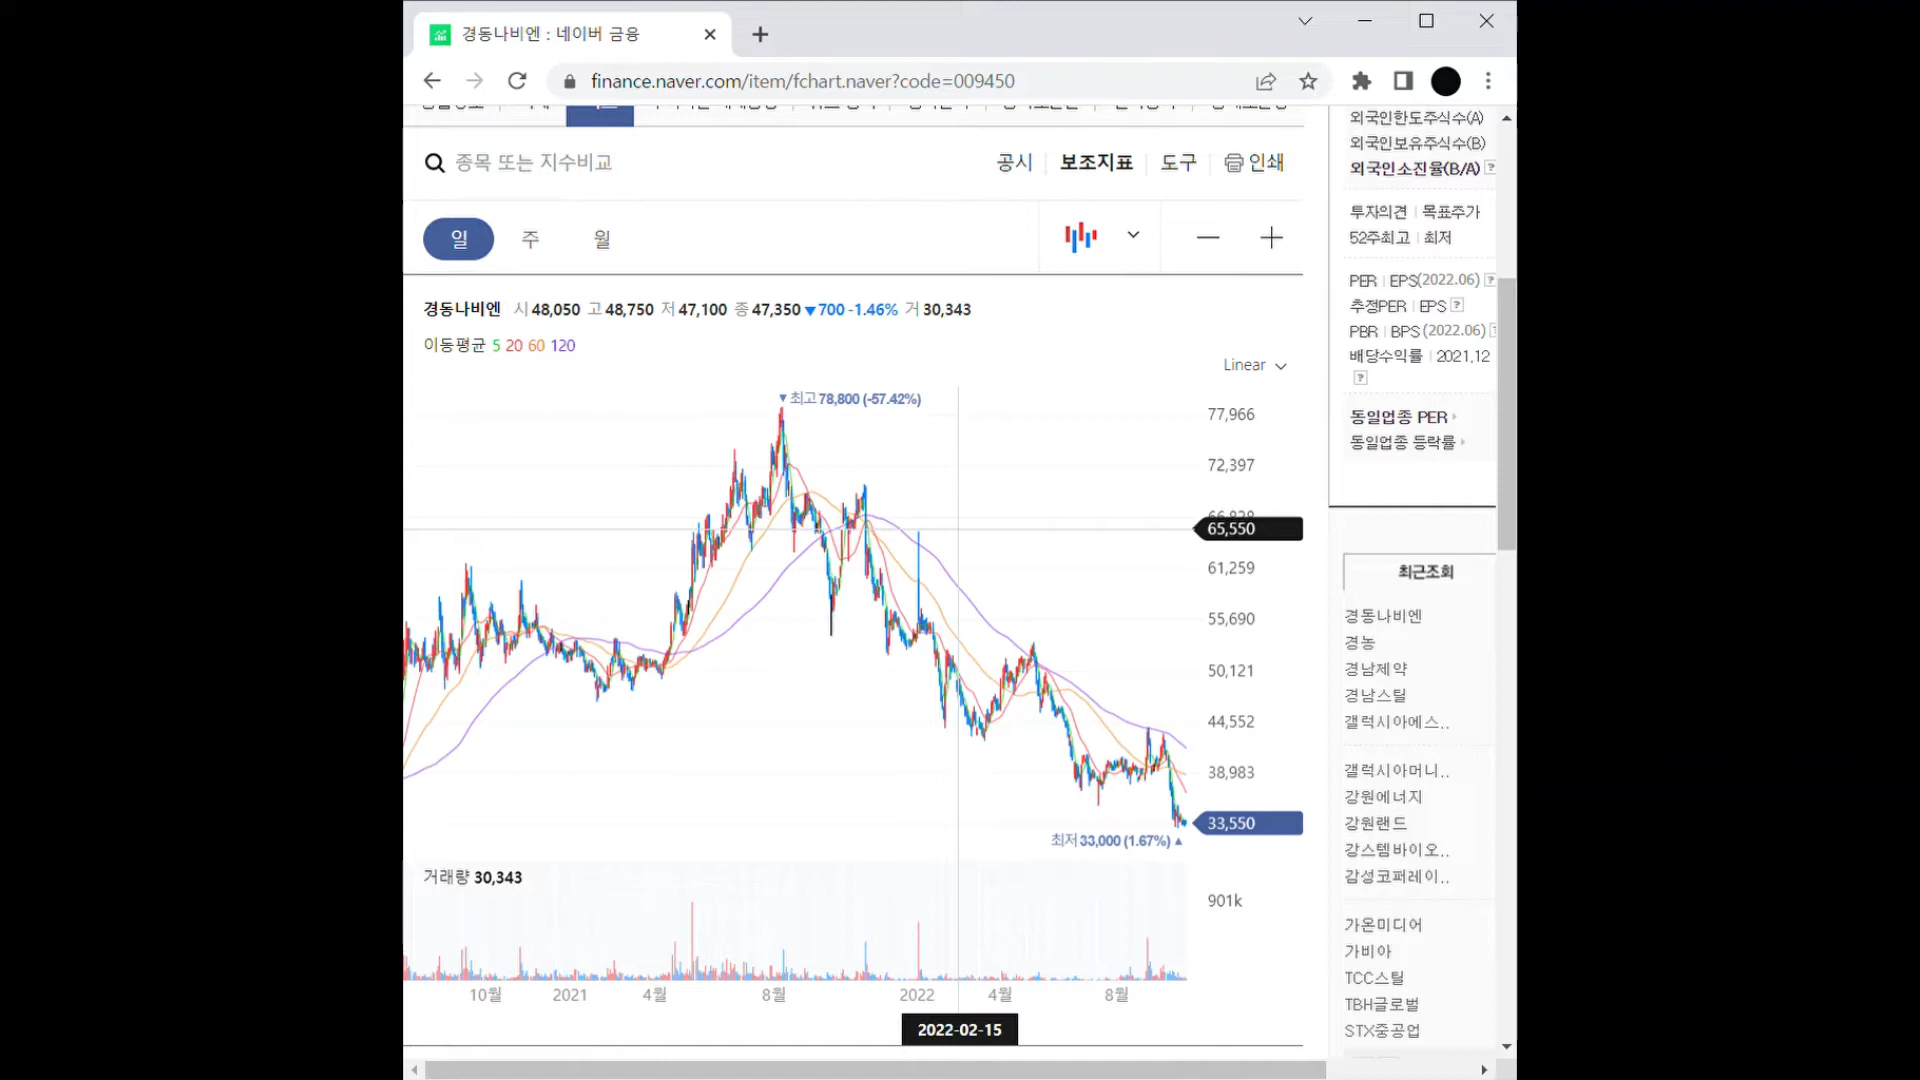 경동나비엔 : 네이버 금융
finance.naver.com/item/fchart.naver?code=009450
종목 또는 지수비교
공시 보조지표 도구 인쇄
일 주 월
경동나비엔 시 48,050 고 48,750 저 47,100 종 47,350 ▼700 -1.46% 거 30,343
이동평균 5 20 60 120
Linear
▼최고 78,800 (-57.42%)
77,966
72,397
65,550
61,259
55,690
50,121
44,552
38,983
33,550
최저 33,000 (1.67%) ▲
거래량 30,343
901k
10월 2021 4월 8월 2022 4월 8월
2022-02-15
외국인한도주식수(A)
외국인보유주식수(B)
외국인소진율(B/A) ?
투자의견 | 목표주가
52주최고 | 최저
PER | EPS(2022.06) ?
추정PER | EPS ?
PBR | BPS (2022.06)
배당수익률 | 2021.12
?
동일업종 PER
동일업종 등락률
최근조회
경동나비엔
경농
경남제약
경남스틸
갤럭시아에스..
갤럭시아머니..
강원에너지
강원랜드
강스템바이오..
감성코퍼레이..
가온미디어
가비아
TCC스틸
TBH글로벌
STX중공업